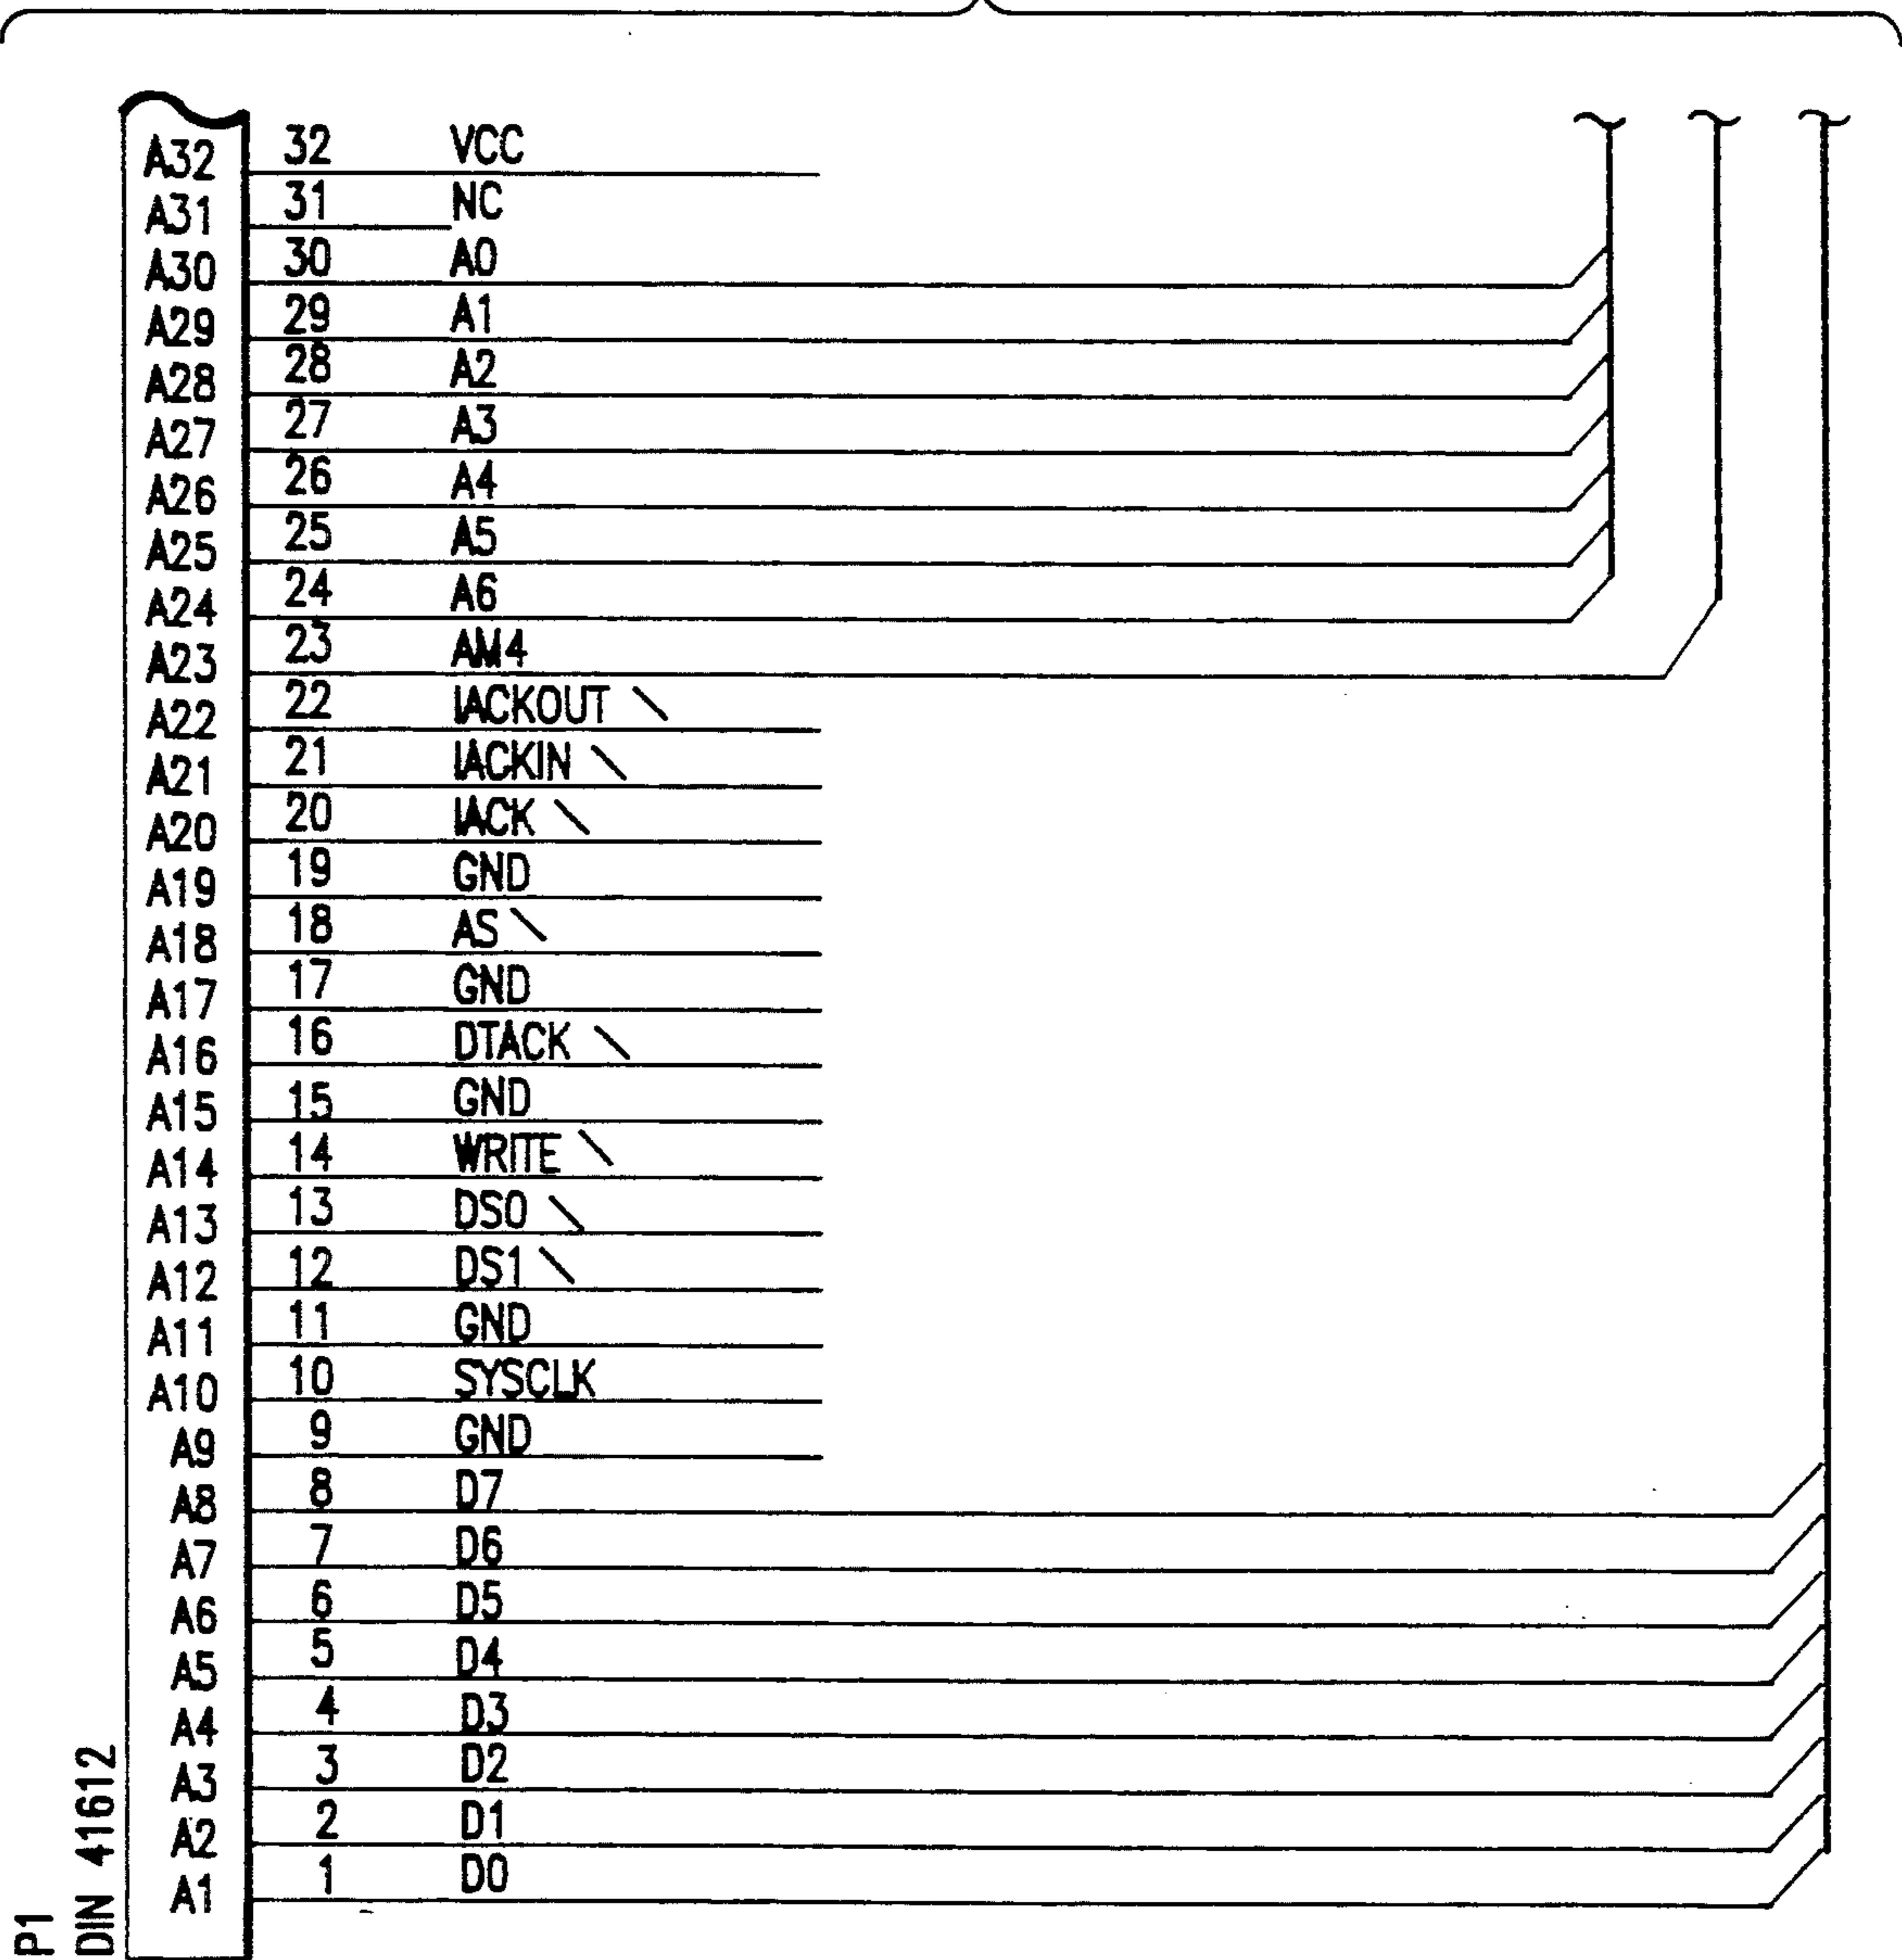 A32 32 VCC
A31 31 NC
A30 30 A0
A29 29 A1
A28 28 A2
A27 27 A3
A26 26 A4
A25 25 A5
A24 24 A6
A23 23 AM4
A22 22 IACKOUT \
A21 21 IACKIN \
A20 20 IACK \
A19 19 GND
A18 18 AS \
A17 17 GND
A16 16 DTACK \
A15 15 GND
A14 14 WRITE \
A13 13 DS0 \
A12 12 DS1 \
A11 11 GND
A10 10 SYSCLK
A9 9 GND
A8 8 D7
A7 7 D6
A6 6 D5
A5 5 D4
A4 4 D3
A3 3 D2
A2 2 D1
A1 1 D0
P1
DIN 41612